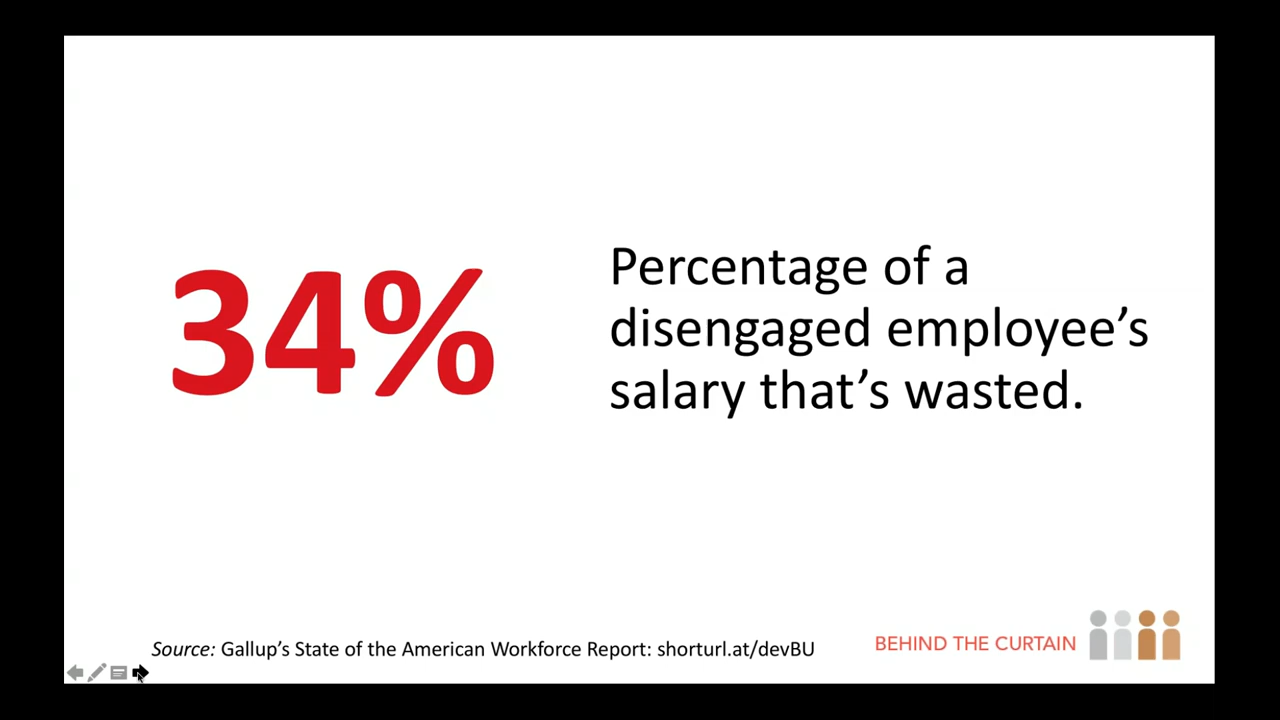 34%
Percentage of a
disengaged employee’s
salary that’s wasted.
Source: Gallup’s State of the American Workforce Report: shorturl.at/devBU
BEHIND THE CURTAIN